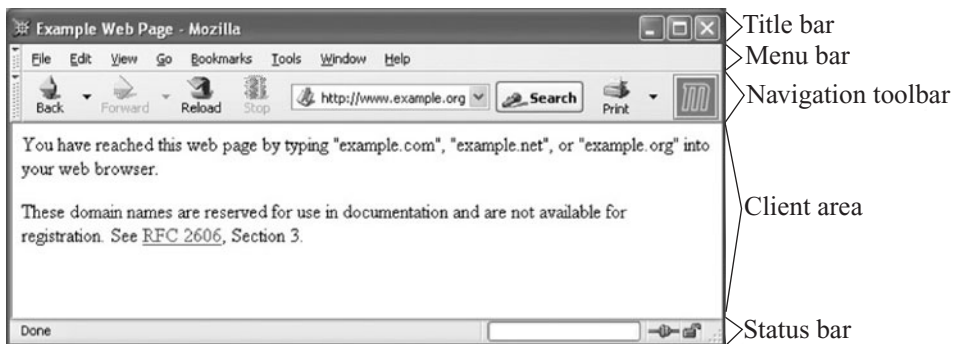 Example Web Page - Mozilla
Title bar
File Edit View Go Bookmarks Tools Window Help
Menu bar
Back Forward Reload Stop http://www.example.org Search Print
Navigation toolbar
You have reached this web page by typing "example.com", "example.net", or "example.org" into
your web browser.
These domain names are reserved for use in documentation and are not available for
registration. See RFC 2606, Section 3.
Client area
Done
Status bar